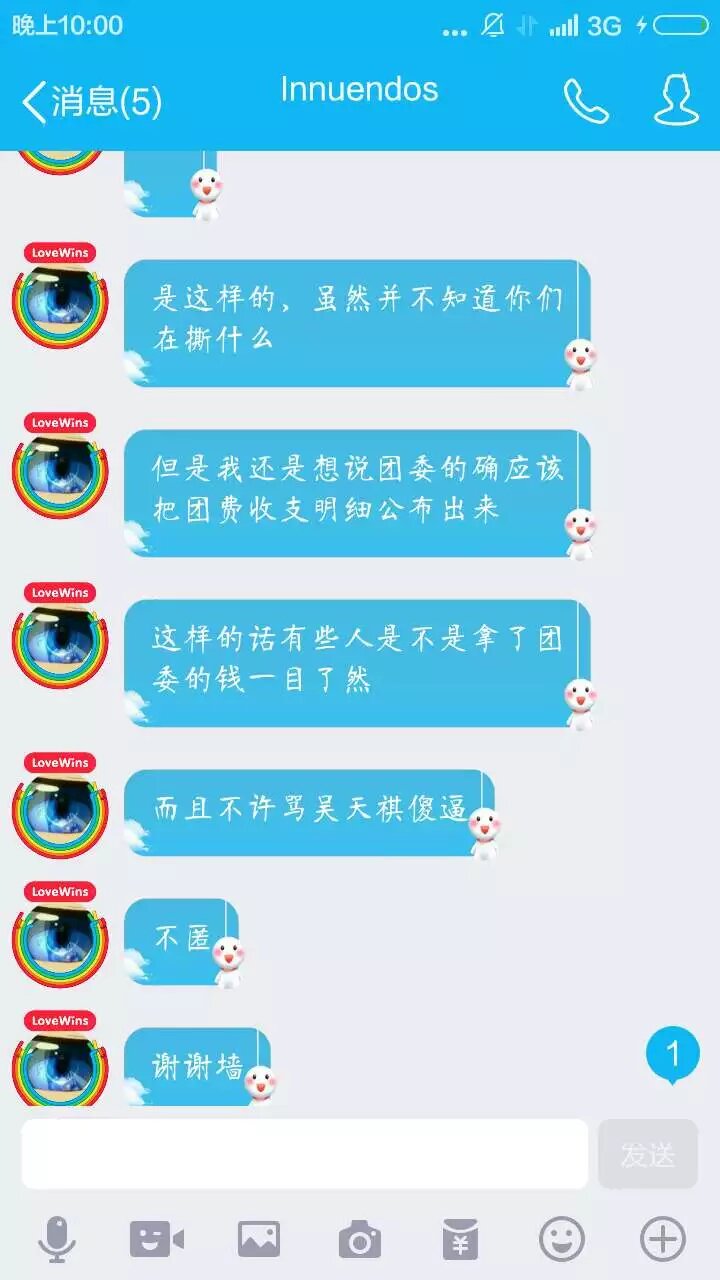 晚上10:00
3G
消息(5)
Innuendos
LoveWins
是这样的，虽然并不知道你们
在撕什么
LoveWins
但是我还是想说团委的确应该
把团费收支明细公布出来
LoveWins
这样的话有些人是不是拿了团
委的钱一目了然
LoveWins
而且不许骂吴天祺傻逼
LoveWins
不匿
LoveWins
谢谢墙
1
发送